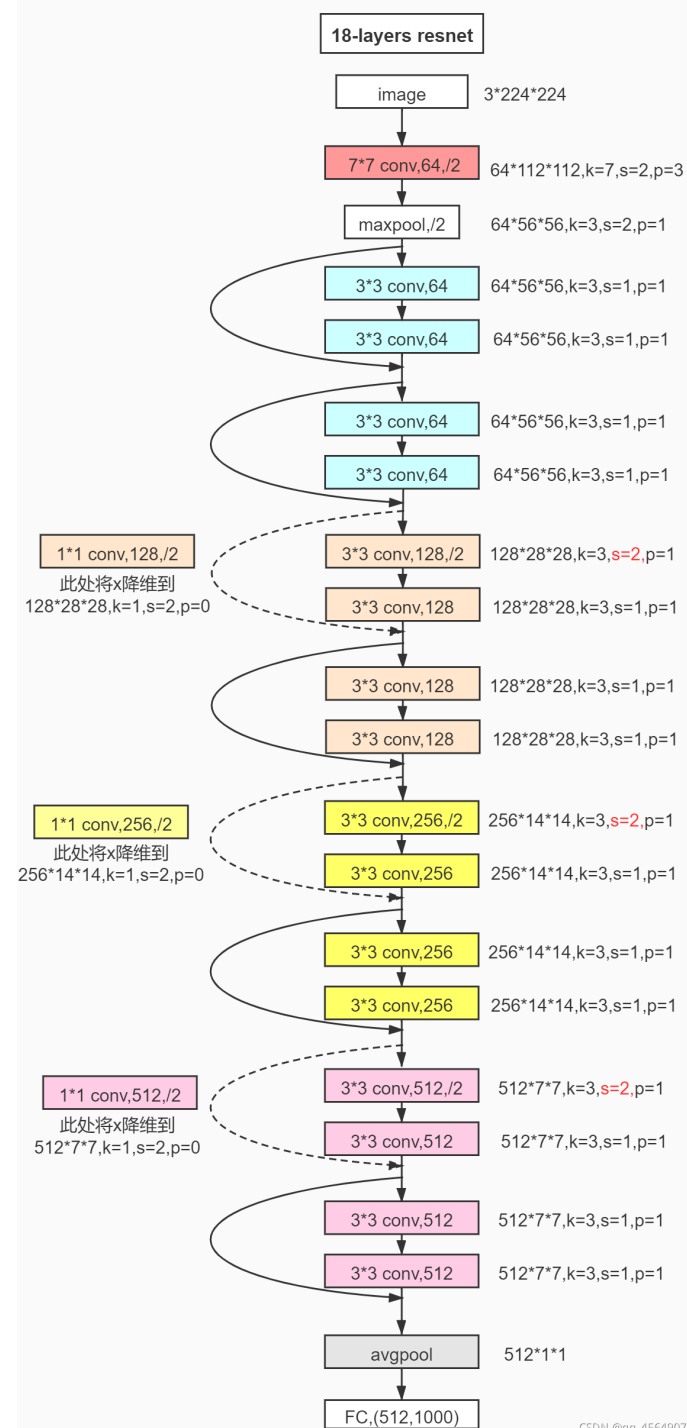 18-layers resnet
image 3*224*224
7*7 conv,64,/2 64*112*112,k=7,s=2,p=3
maxpool,/2 64*56*56,k=3,s=2,p=1
3*3 conv,64 64*56*56,k=3,s=1,p=1
3*3 conv,64 64*56*56,k=3,s=1,p=1
3*3 conv,64 64*56*56,k=3,s=1,p=1
3*3 conv,64 64*56*56,k=3,s=1,p=1
1*1 conv,128,/2 3*3 conv,128,/2 128*28*28,k=3,s=2,p=1
此处将x降维到
128*28*28,k=1,s=2,p=0 3*3 conv,128 128*28*28,k=3,s=1,p=1
3*3 conv,128 128*28*28,k=3,s=1,p=1
3*3 conv,128 128*28*28,k=3,s=1,p=1
1*1 conv,256,/2 3*3 conv,256,/2 256*14*14,k=3,s=2,p=1
此处将x降维到
256*14*14,k=1,s=2,p=0 3*3 conv,256 256*14*14,k=3,s=1,p=1
3*3 conv,256 256*14*14,k=3,s=1,p=1
3*3 conv,256 256*14*14,k=3,s=1,p=1
1*1 conv,512,/2 3*3 conv,512,/2 512*7*7,k=3,s=2,p=1
此处将x降维到
512*7*7,k=1,s=2,p=0 3*3 conv,512 512*7*7,k=3,s=1,p=1
3*3 conv,512 512*7*7,k=3,s=1,p=1
3*3 conv,512 512*7*7,k=3,s=1,p=1
avgpool 512*1*1
FC,(512,1000)